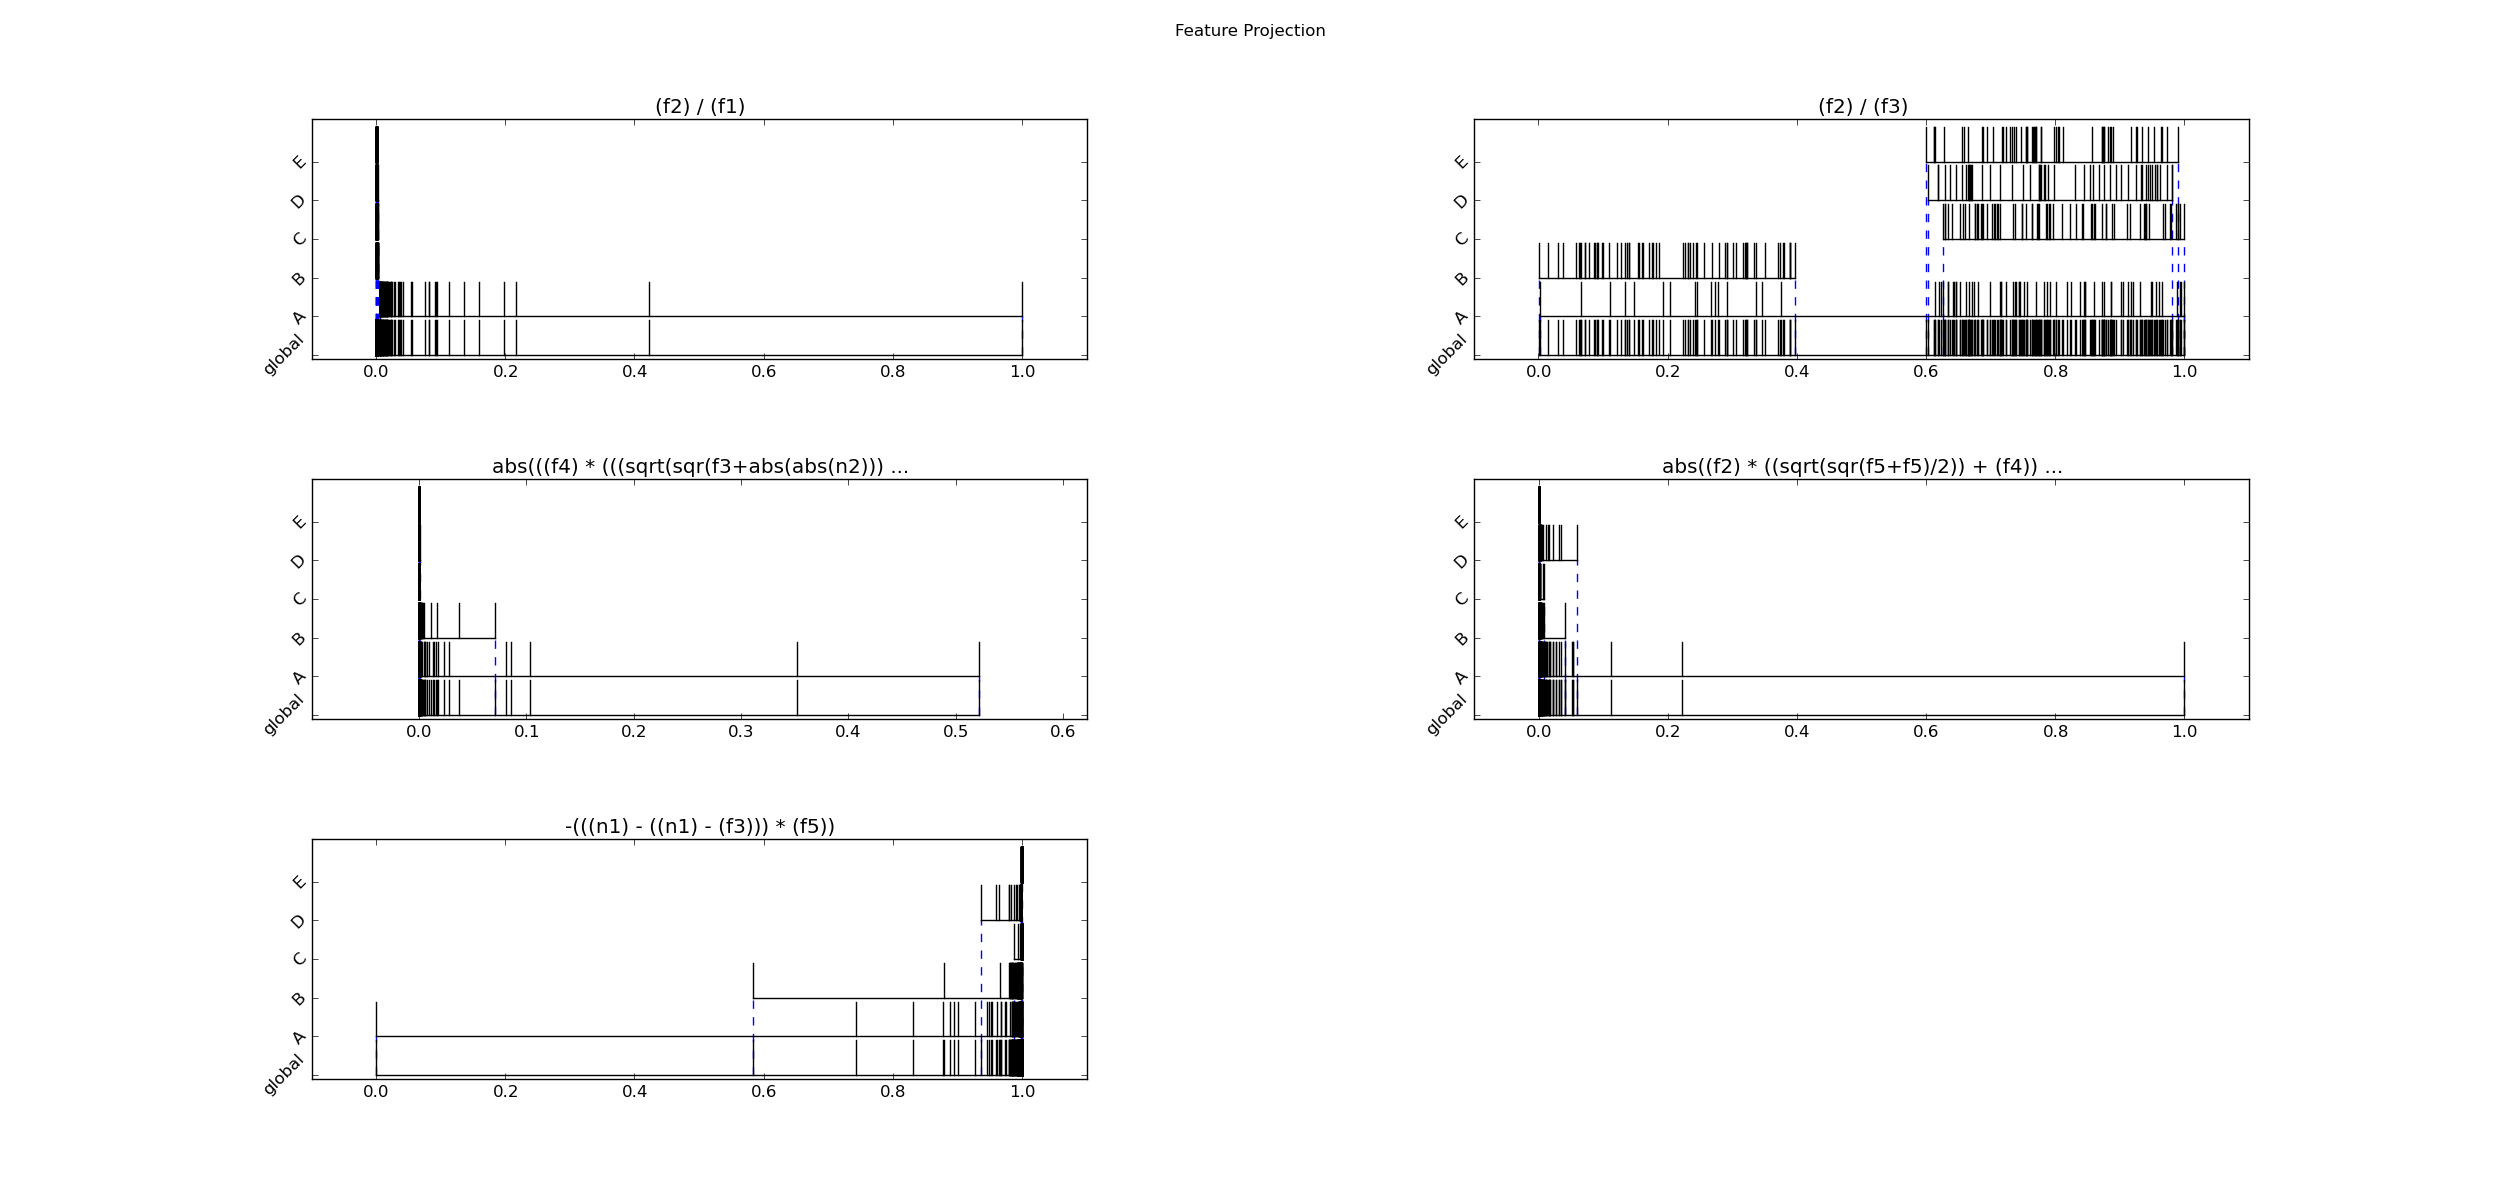 Feature Projection
(f2) / (f1)
E
D
C
B
A
global
0.0 0.2 0.4 0.6 0.8 1.0
(f2) / (f3)
E
D
C
B
A
global
0.0 0.2 0.4 0.6 0.8 1.0
abs(((f4) * (((sqrt(sqr(f3+abs(abs(n2))) ...
E
D
C
B
A
global
0.0 0.1 0.2 0.3 0.4 0.5 0.6
abs((f2) * ((sqrt(sqr(f5+f5)/2)) + (f4)) ...
E
D
C
B
A
global
0.0 0.2 0.4 0.6 0.8 1.0
-(((n1) - ((n1) - (f3))) * (f5))
E
D
C
B
A
global
0.0 0.2 0.4 0.6 0.8 1.0